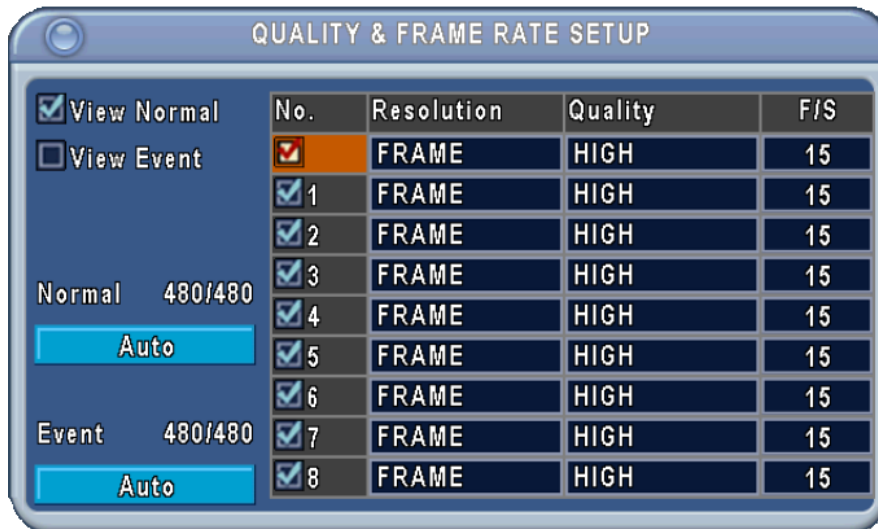 QUALITY & FRAME RATE SETUP
View Normal
View Event
Normal 480/480
Auto
Event 480/480
Auto
No. Resolution Quality F/S
FRAME HIGH 15
1 FRAME HIGH 15
2 FRAME HIGH 15
3 FRAME HIGH 15
4 FRAME HIGH 15
5 FRAME HIGH 15
6 FRAME HIGH 15
7 FRAME HIGH 15
8 FRAME HIGH 15